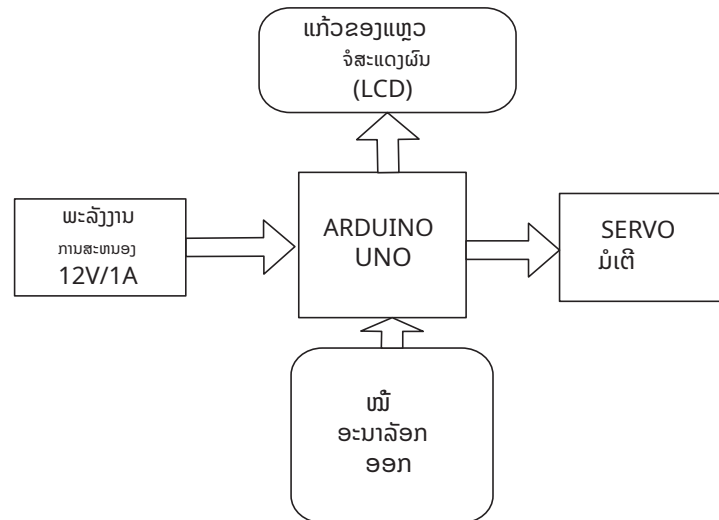 ແກ້ວຂອງແຫຼວ
ຈໍສະແດງຜົນ
(LCD)
ພະລັງງານ
ການສະຫນອງ
12V/1A
ARDUINO
UNO
SERVO
ມໍເຕີ
ໝໍ້
ອະນາລັອກ
ອອກ